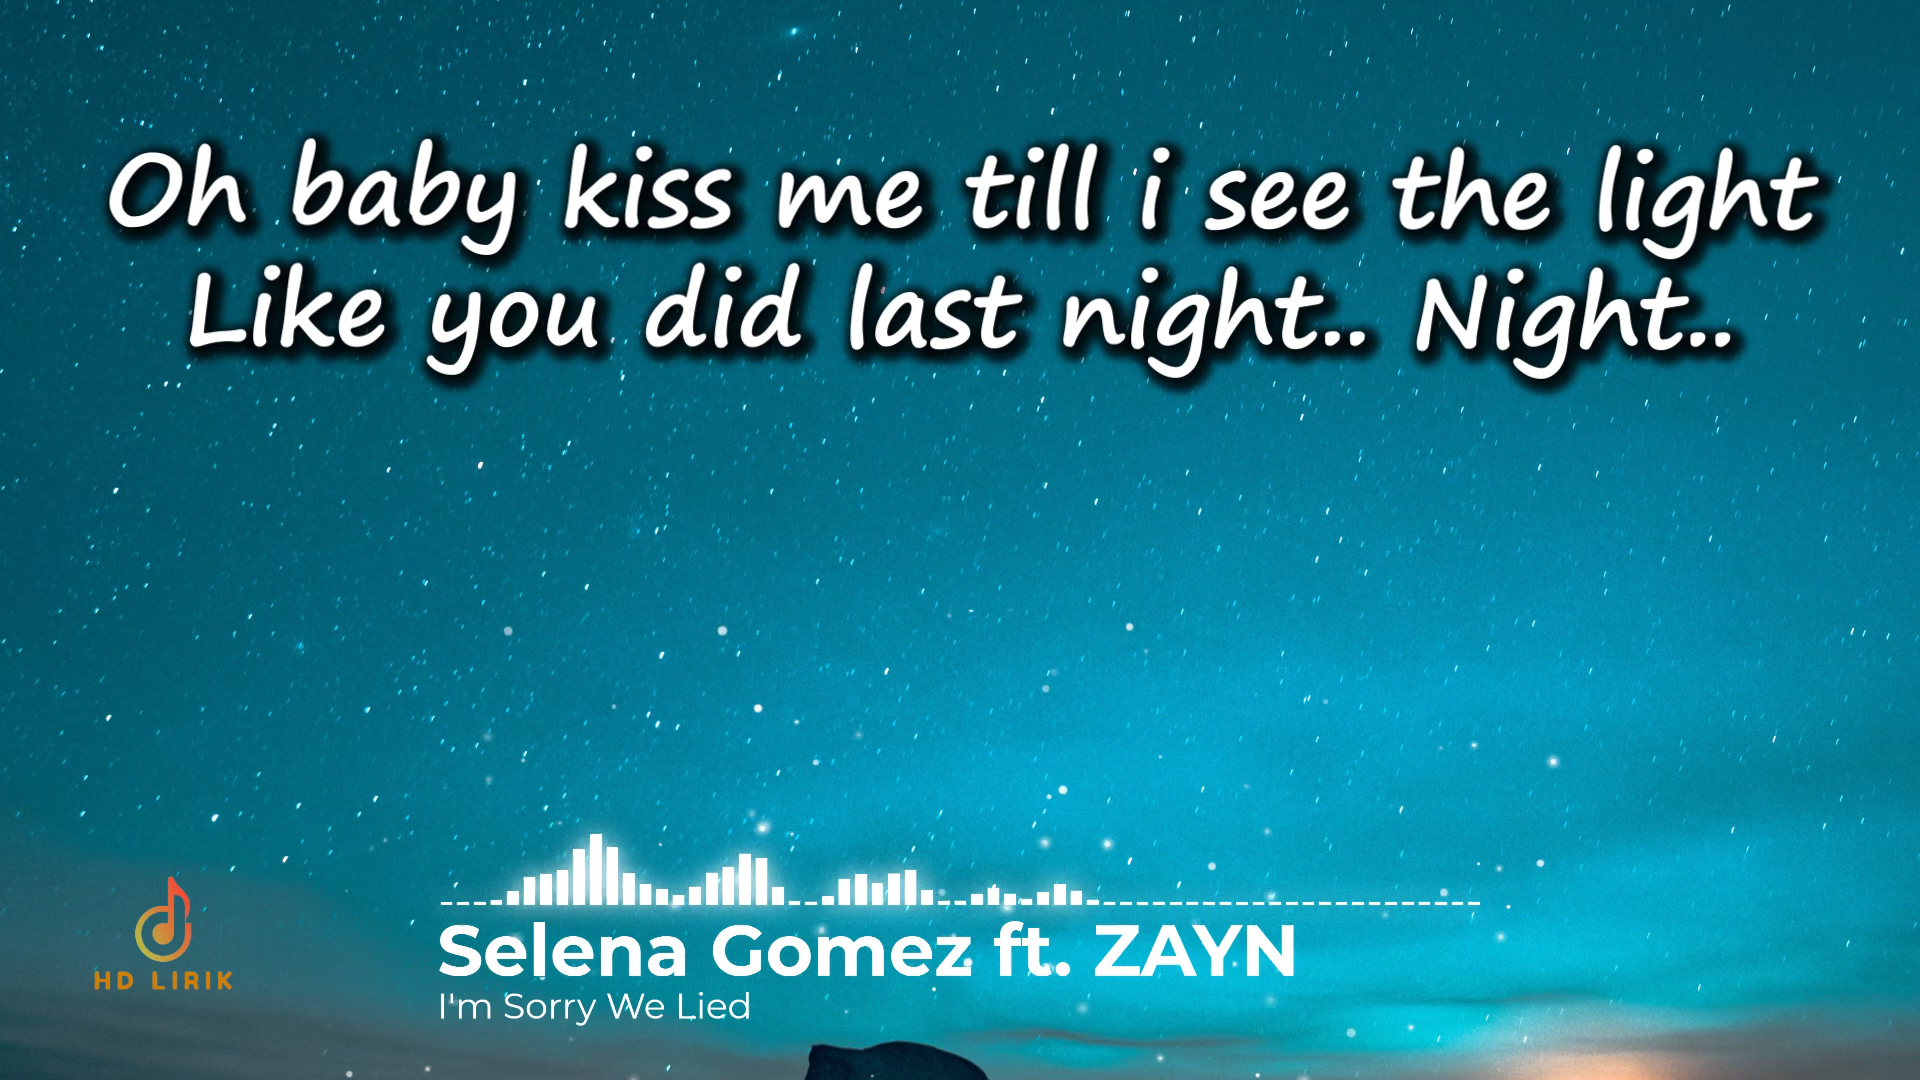 Oh baby kiss me till i see the light
Like you did last night.. Night..
Selena Gomez ft. ZAYN
I'm Sorry We Lied
HD LIRIK